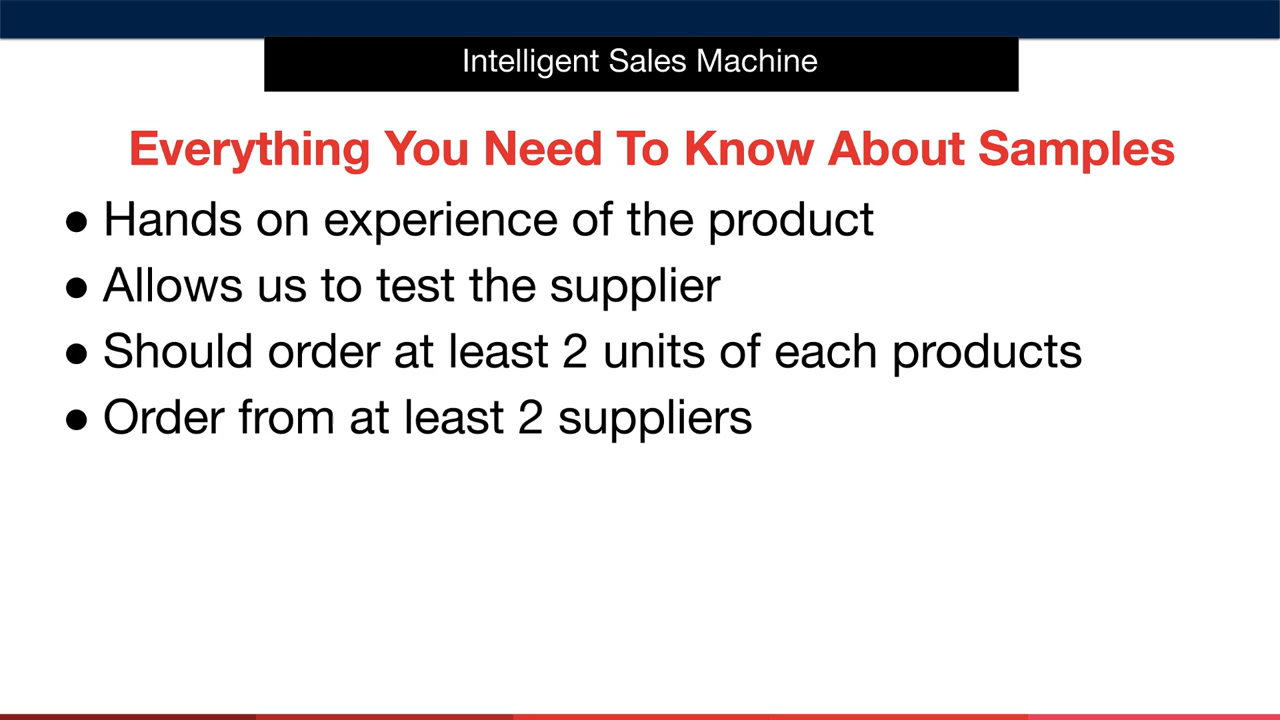 Intelligent Sales Machine
Everything You Need To Know About Samples
● Hands on experience of the product
● Allows us to test the supplier
● Should order at least 2 units of each products
● Order from at least 2 suppliers